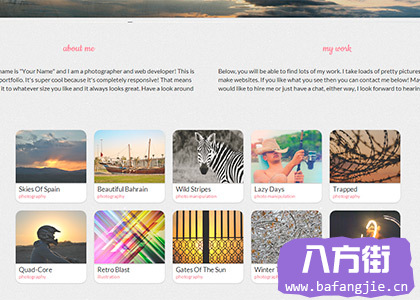 about me
my work
name is "Your Name" and I am a photographer and web developer! This is
portfolio. It's super cool because it's completely responsive! That means
it to whatever size you like and it always looks great. Have a look around
Below, you will be able to find lots of my work. I take loads of pretty pictures
make websites. If you like what you see then you can contact me below! May
would like to hire me or just have a chat, either way, I look forward to hearin
Skies Of Spain
photography
Beautiful Bahrain
photography
Wild Stripes
photo manipulation
Lazy Days
photo manipulation
Trapped
photography
Quad-Core
photography
Retro Blast
illustration
Gates Of The Sun
photography
Winter
photography
八方街
www.bafangjie.cn